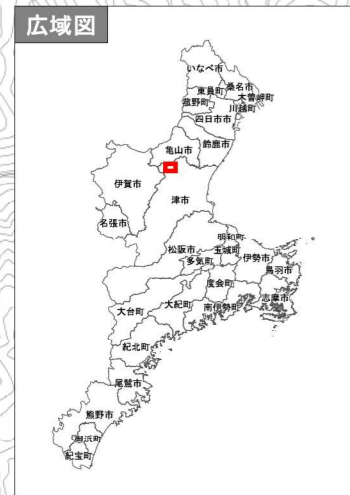 広域図
いなべ市
東員町
桑名市
木曽岬町
菰野町
川越町
四日市市
亀山市
鈴鹿市
伊賀市
津市
名張市
明和町
松阪市
玉城町
多気町
伊勢市
鳥羽市
度会町
大台町
大紀町
南伊勢町
志摩市
紀北町
尾鷲市
熊野市
御浜町
紀宝町